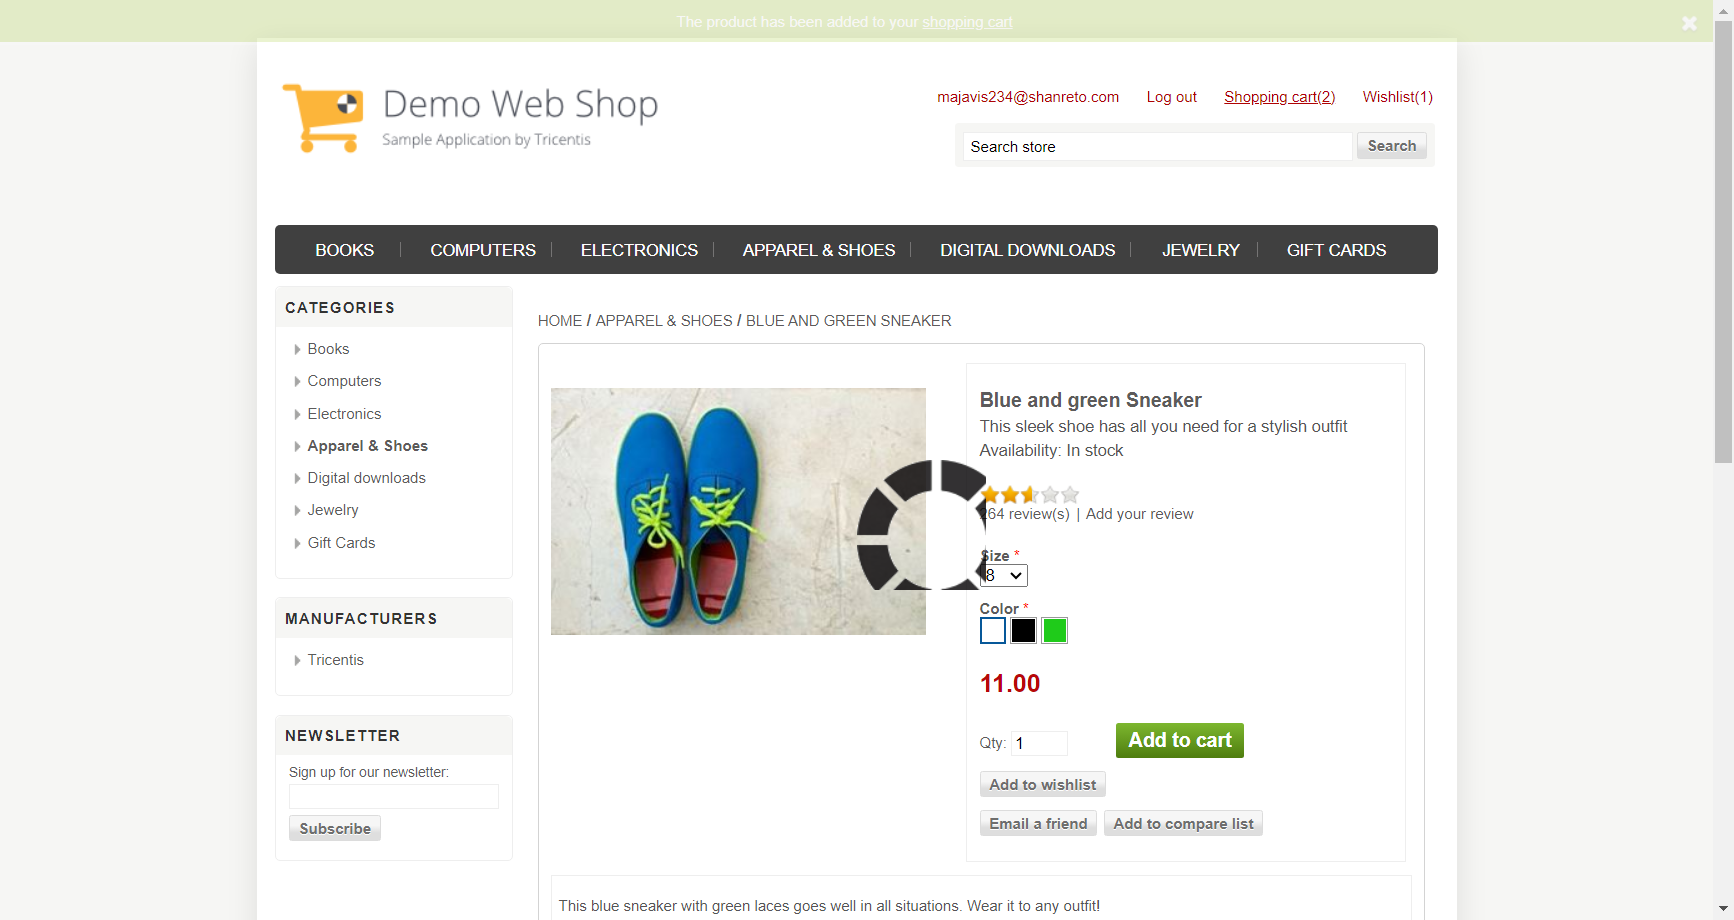 The product has been added to your shopping cart
Demo Web Shop
Sample Application by Tricentis
majavis234@shanreto.com Log out Shopping cart(2) Wishlist(1)
Search store Search
BOOKS COMPUTERS ELECTRONICS APPAREL & SHOES DIGITAL DOWNLOADS JEWELRY GIFT CARDS
CATEGORIES
Books
Computers
Electronics
Apparel & Shoes
Digital downloads
Jewelry
Gift Cards
MANUFACTURERS
Tricentis
NEWSLETTER
Sign up for our newsletter:
Subscribe
HOME / APPAREL & SHOES / BLUE AND GREEN SNEAKER
Blue and green Sneaker
This sleek shoe has all you need for a stylish outfit
Availability: In stock
264 review(s) | Add your review
Size *
8
Color *
11.00
Qty: 1 Add to cart
Add to wishlist
Email a friend Add to compare list
This blue sneaker with green laces goes well in all situations. Wear it to any outfit!